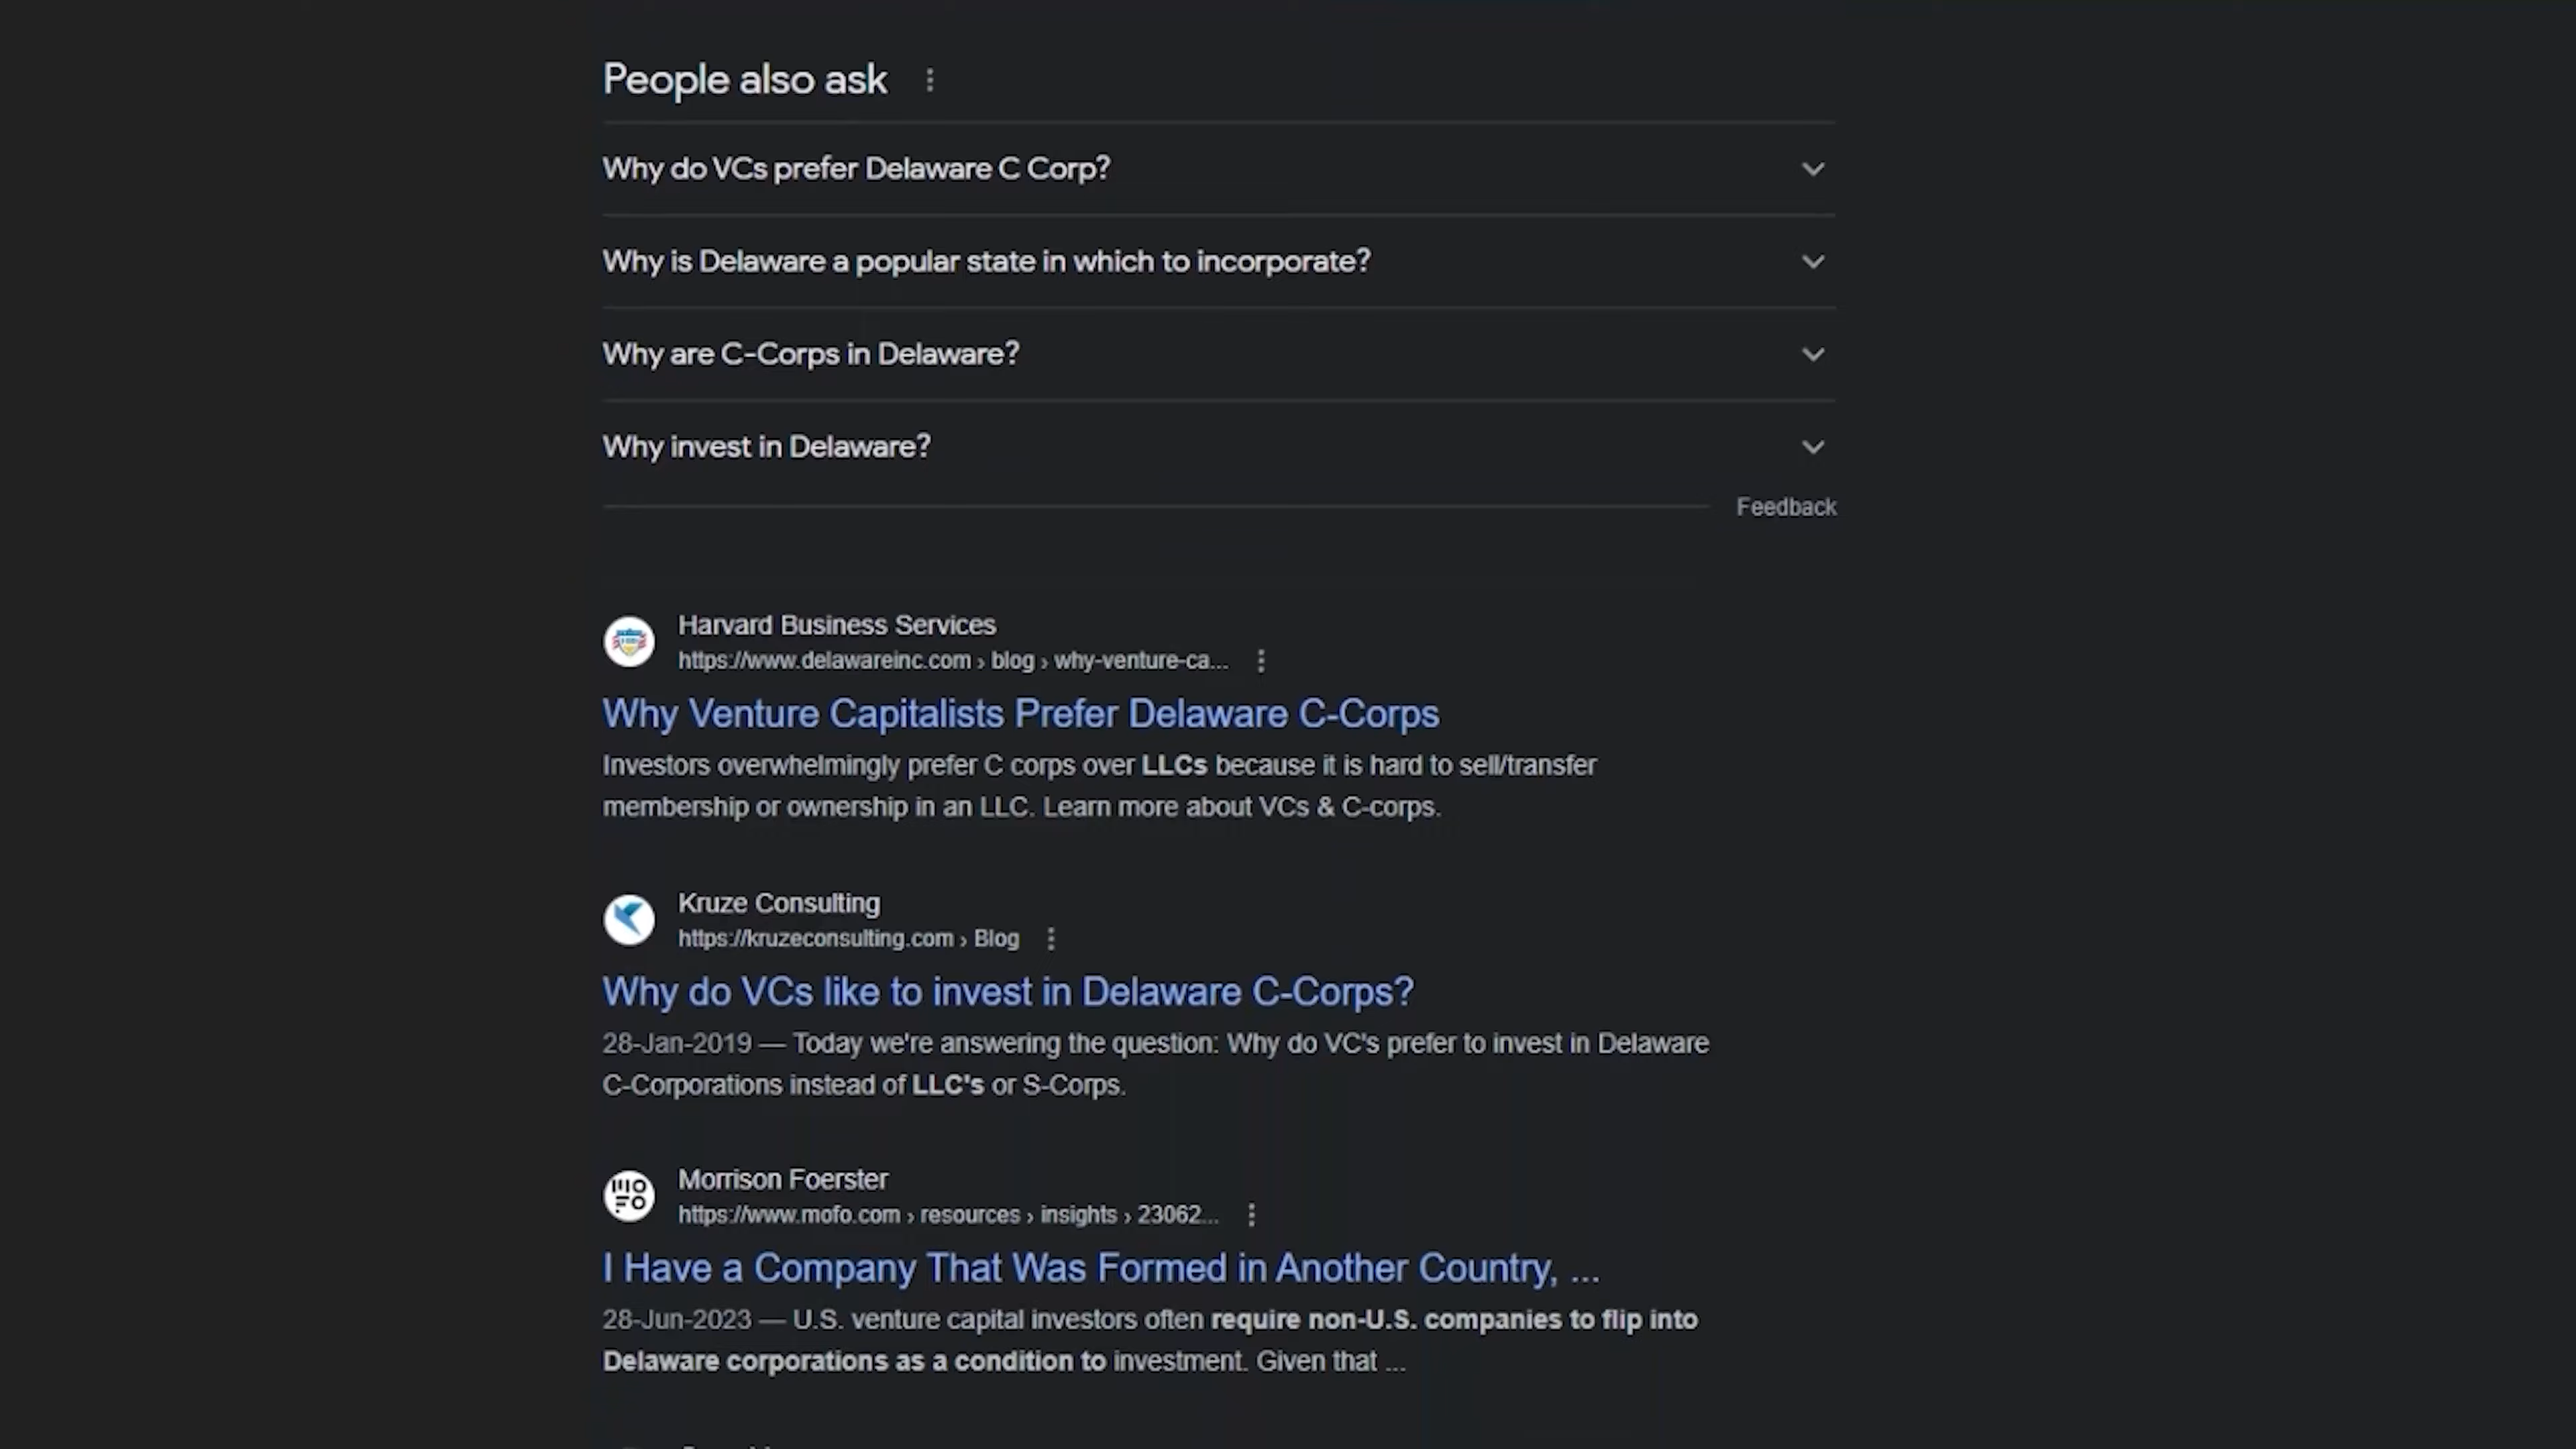 People also ask
Why do VCs prefer Delaware C Corp?
Why is Delaware a popular state in which to incorporate?
Why are C-Corps in Delaware?
Why invest in Delaware?
Feedback
Harvard Business Services
https://www.delawareinc.com › blog › why-venture-ca...
Why Venture Capitalists Prefer Delaware C-Corps
Investors overwhelmingly prefer C corps over LLCs because it is hard to sell/transfer
membership or ownership in an LLC. Learn more about VCs & C-corps.
Kruze Consulting
https://kruzeconsulting.com › Blog
Why do VCs like to invest in Delaware C-Corps?
28-Jan-2019 — Today we're answering the question: Why do VC's prefer to invest in Delaware
C-Corporations instead of LLC's or S-Corps.
MOFO
Morrison Foerster
https://www.mofo.com › resources › insights › 23062...
I Have a Company That Was Formed in Another Country, ...
28-Jun-2023 — U.S. venture capital investors often require non-U.S. companies to flip into
Delaware corporations as a condition to investment. Given that ...